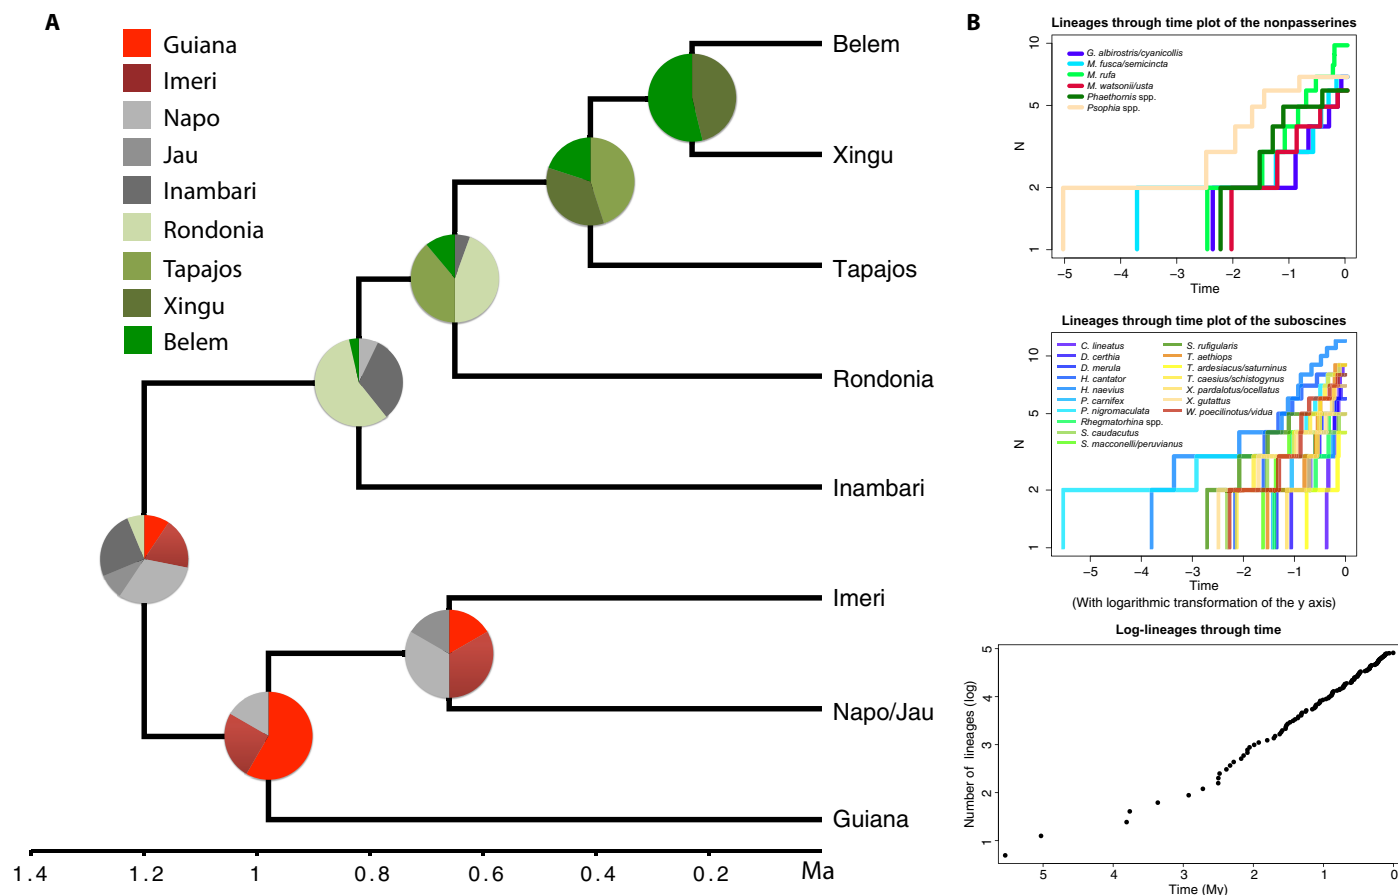 A
Guiana
Imeri
Napo
Jau
Inambari
Rondonia
Tapajos
Xingu
Belem
Belem
Xingu
Tapajos
Rondonia
Inambari
Imeri
Napo/Jau
Guiana
1.4 1.2 1 0.8 0.6 0.4 0.2 Ma
B
Lineages through time plot of the nonpasserines
G. albirostris/cyanicollis
M. fusca/semicincta
M. rufa
M. watsonii/usta
Phaethornis spp.
Psophia spp.
N
10
5
2
1
−5 −4 −3 −2 −1 0
Time
Lineages through time plot of the suboscines
C. lineatus
D. certhia
D. merula
H. cantator
H. naevius
P. carnifex
P. nigromaculata
Rhegmatorhina spp.
S. caudacutus
S. macconelli/peruvianus
S. rufigularis
T. aethiops
T. ardesiacus/saturninus
T. caesius/schistogynus
X. pardalotus/ocellatus
X. guttatus
W. poecilinotus/vidua
N
10
5
2
1
−5 −4 −3 −2 −1 0
Time
(With logarithmic transformation of the y axis)
Log-lineages through time
Number of lineages (log)
5
4
3
2
1
5 4 3 2 1 0
Time (My)